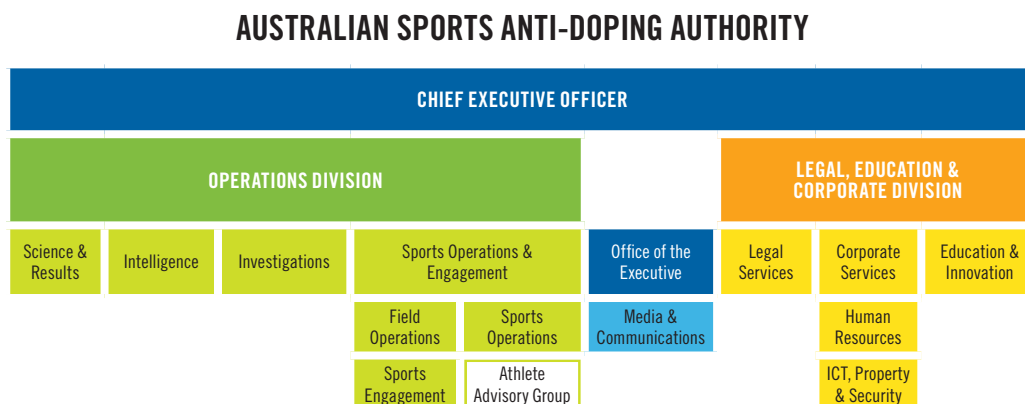 AUSTRALIAN SPORTS ANTI-DOPING AUTHORITY
CHIEF EXECUTIVE OFFICER
OPERATIONS DIVISION
LEGAL, EDUCATION &
CORPORATE DIVISION
Science &
Results
Intelligence
Investigations
Sports Operations &
Engagement
Office of the
Executive
Legal
Services
Corporate
Services
Education &
Innovation
Field
Operations
Sports
Operations
Media &
Communications
Human
Resources
Sports
Engagement
Athlete
Advisory Group
ICT, Property
& Security